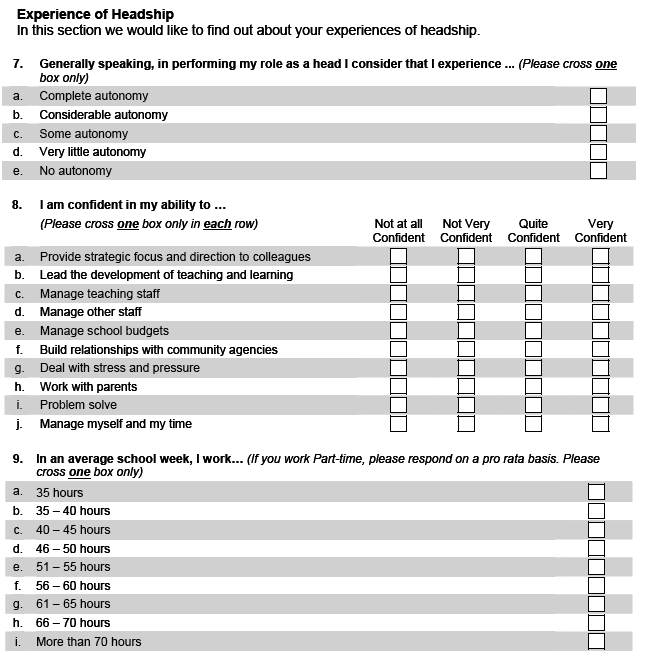 Experience of Headship
In this section we would like to find out about your experiences of headship.
7. Generally speaking, in performing my role as a head I consider that I experience ... (Please cross one
box only)
a. Complete autonomy
b. Considerable autonomy
c. Some autonomy
d. Very little autonomy
e. No autonomy
8. I am confident in my ability to ...
(Please cross one box only in each row) Not at all Not Very Quite Very
Confident Confident Confident Confident
a. Provide strategic focus and direction to colleagues
b. Lead the development of teaching and learning
c. Manage teaching staff
d. Manage other staff
e. Manage school budgets
f. Build relationships with community agencies
g. Deal with stress and pressure
h. Work with parents
i. Problem solve
j. Manage myself and my time
9. In an average school week, I work... (If you work Part-time, please respond on a pro rata basis. Please
cross one box only)
a. 35 hours
b. 35 – 40 hours
c. 40 – 45 hours
d. 46 – 50 hours
e. 51 – 55 hours
f. 56 – 60 hours
g. 61 – 65 hours
h. 66 – 70 hours
i. More than 70 hours